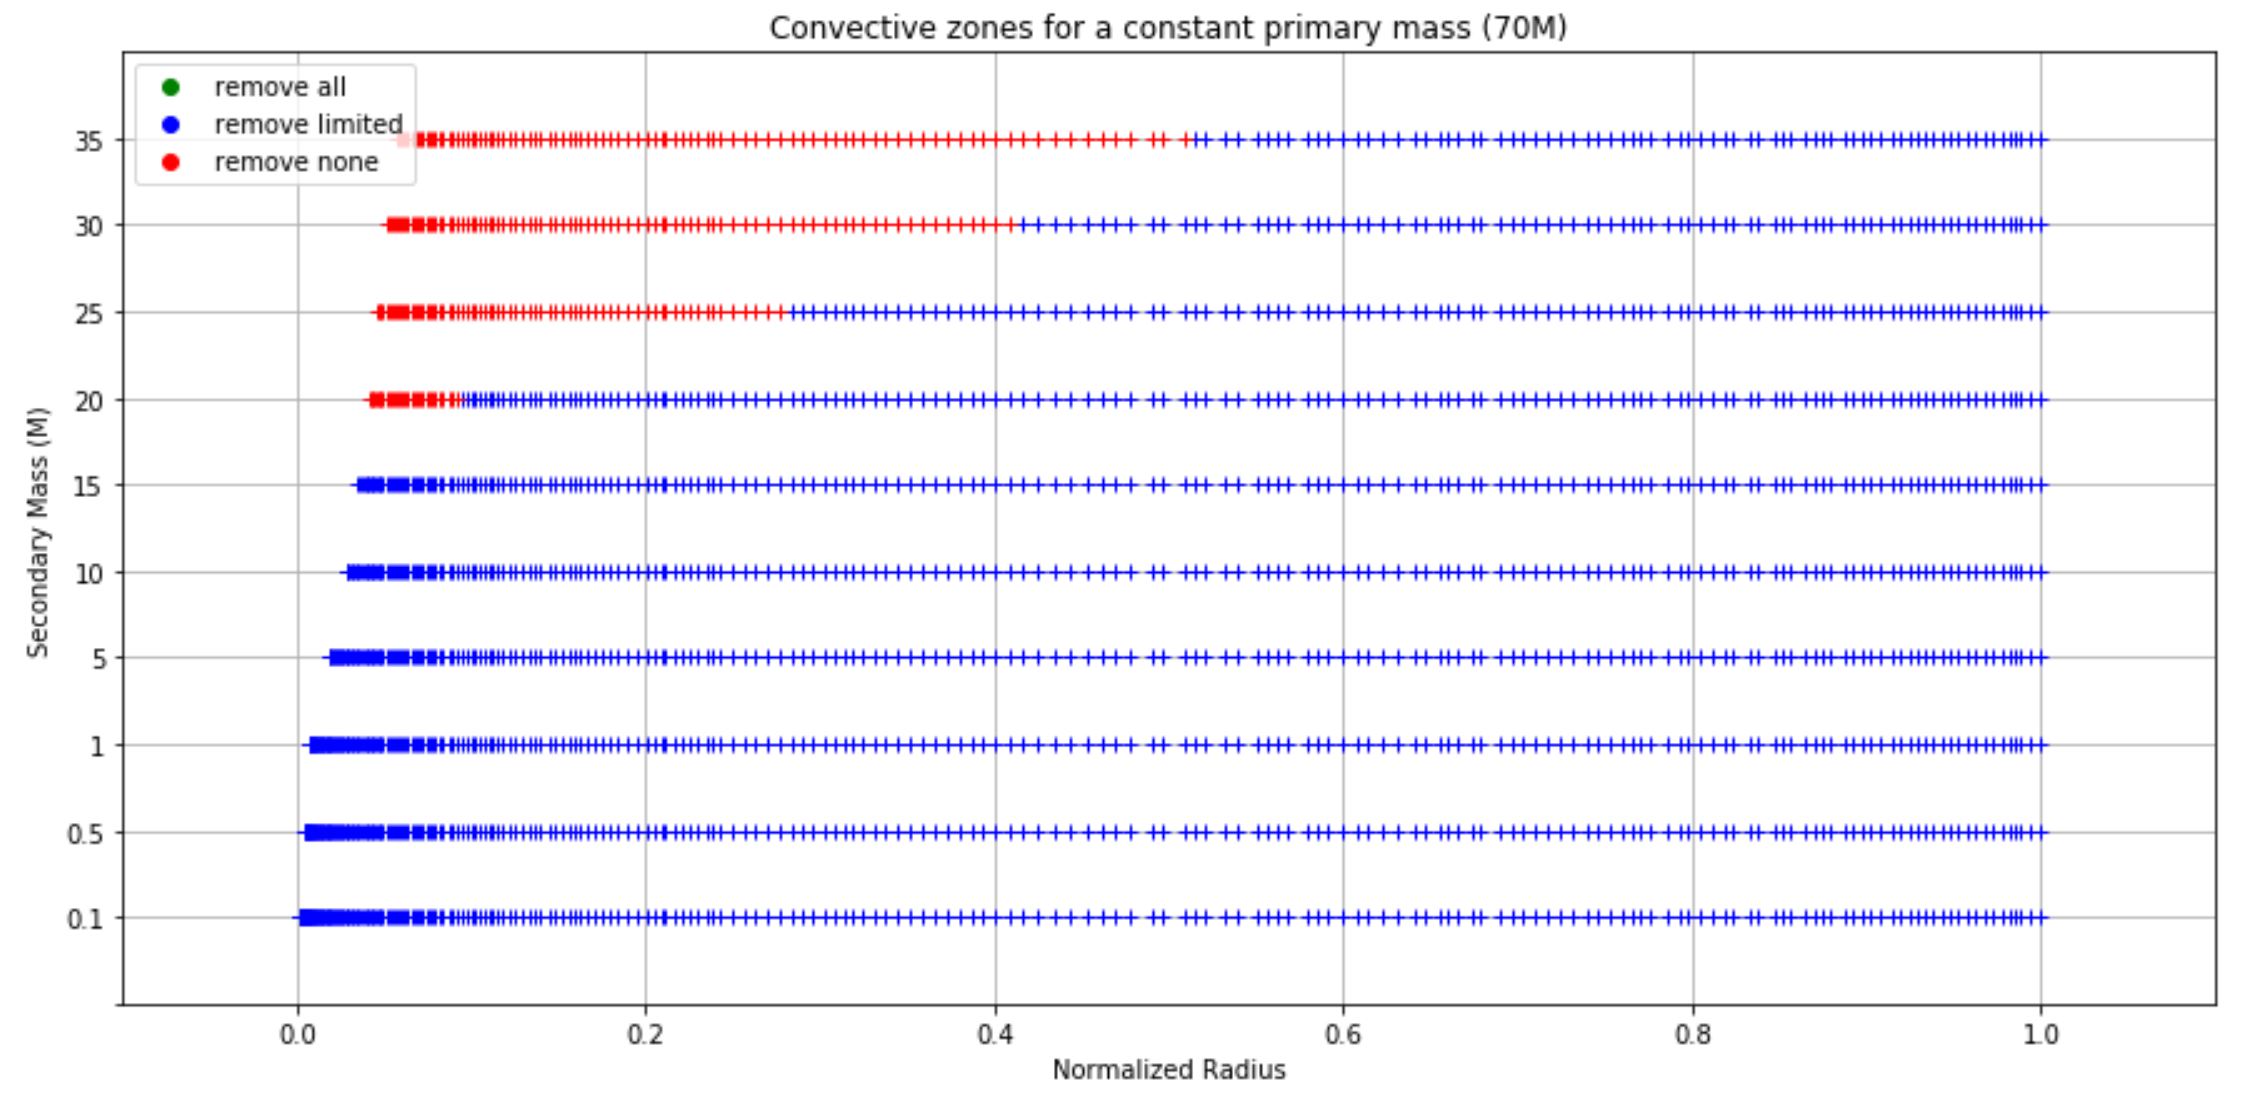 Convective zones for a constant primary mass (70M)
remove all
remove limited
remove none
Secondary Mass (M)
35
30
25
20
15
10
5
1
0.5
0.1
0.0 0.2 0.4 0.6 0.8 1.0
Normalized Radius